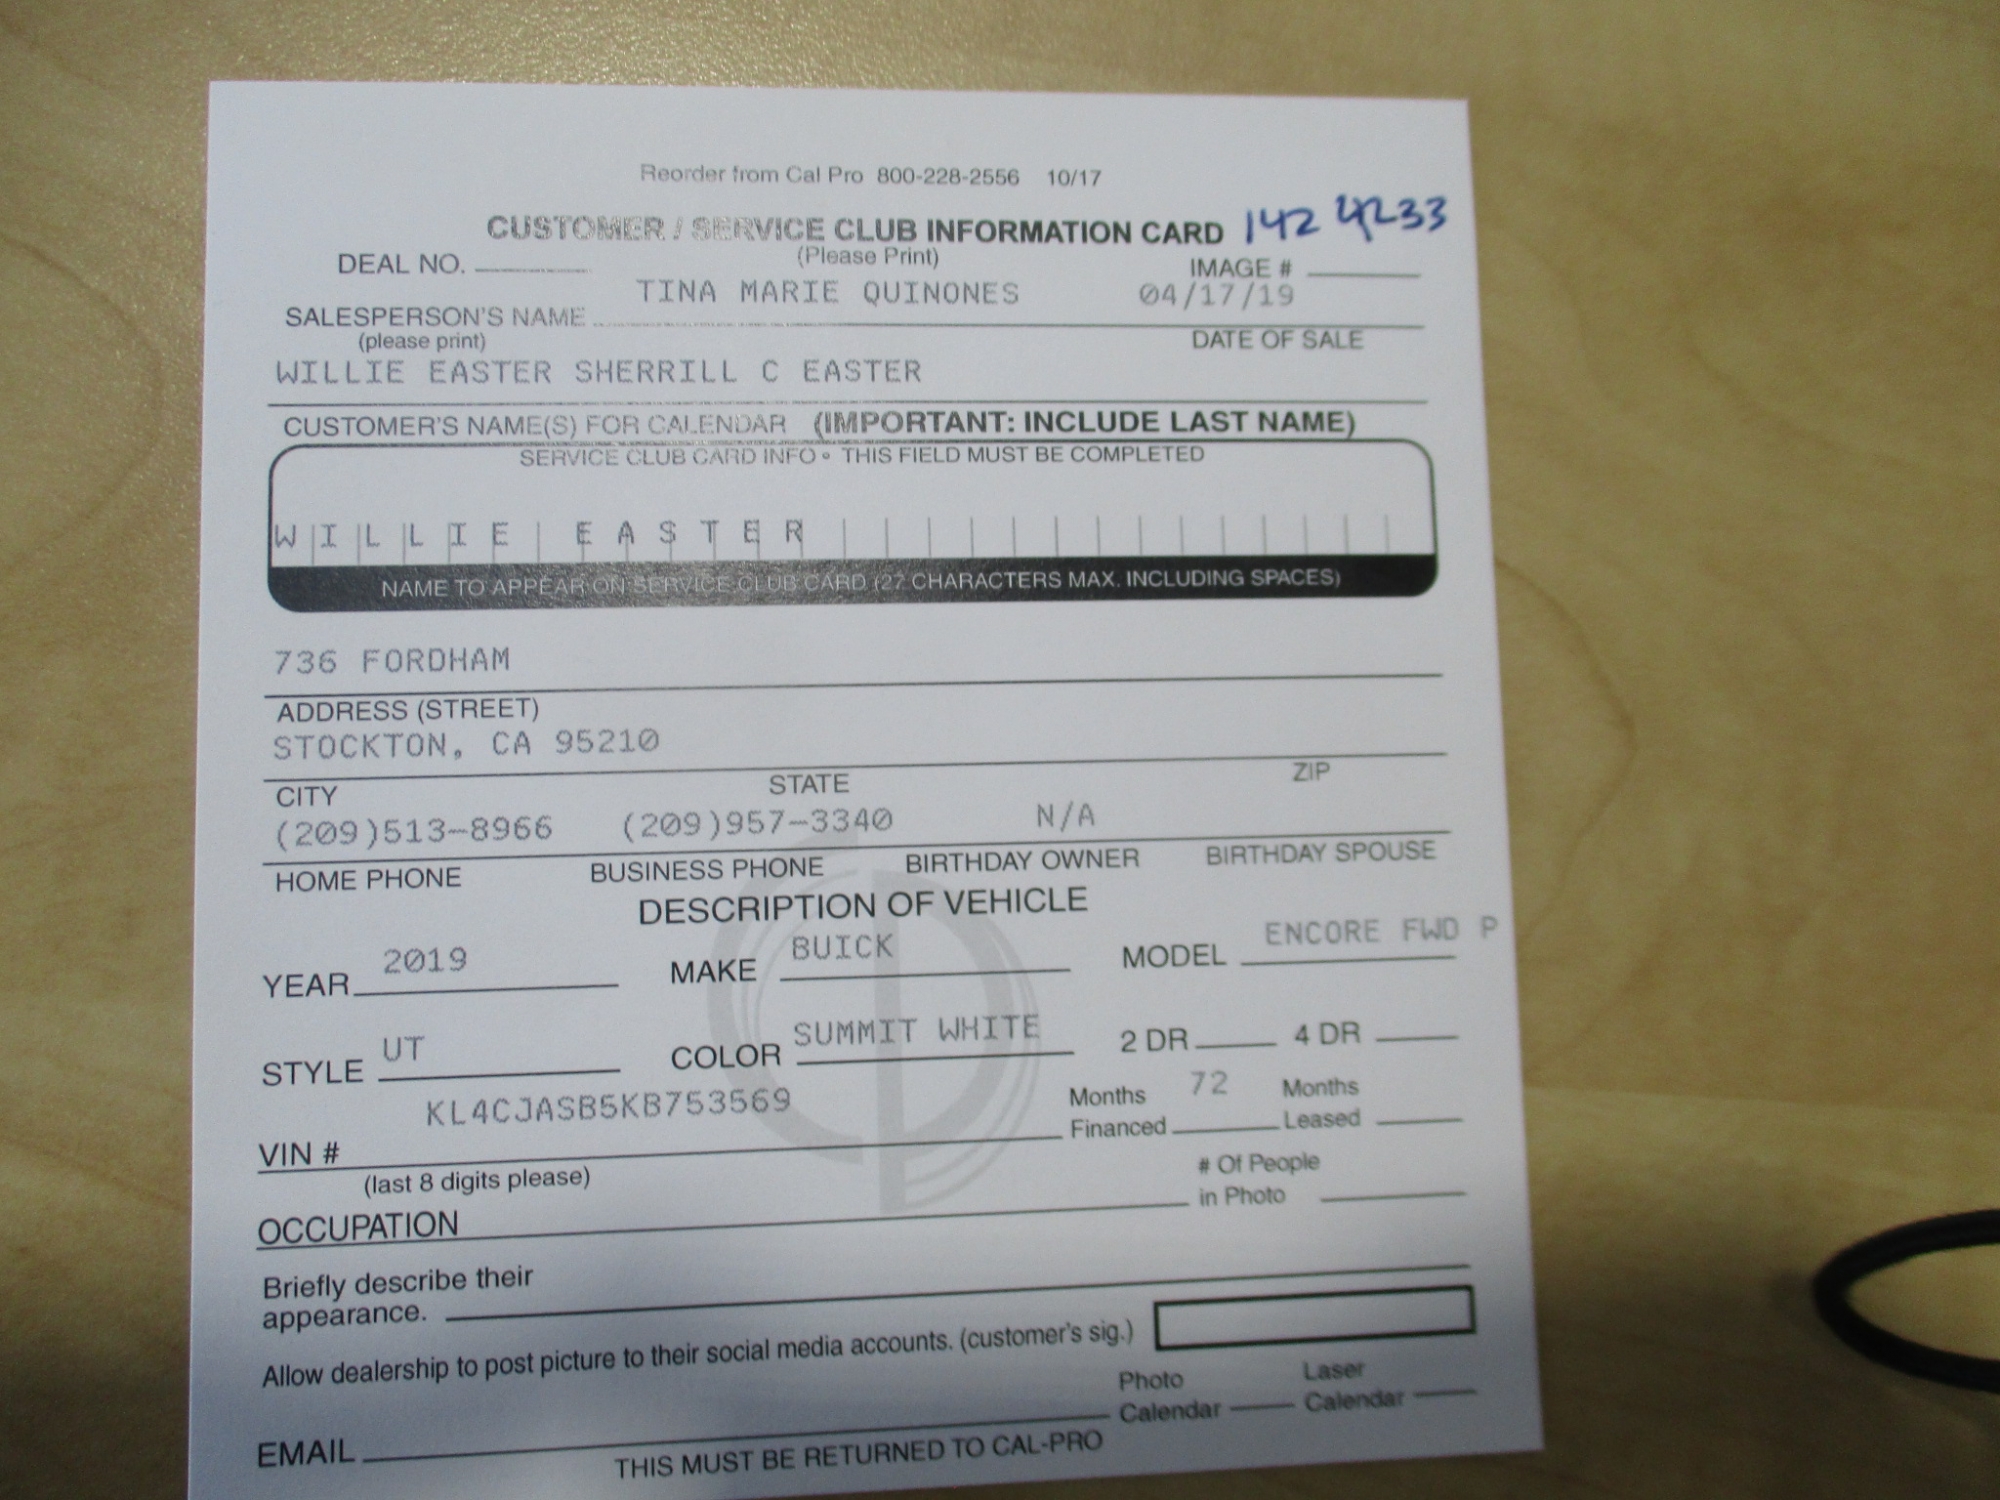 Reorder from Cal Pro 800-228-2556 10/17
CUSTOMER / SERVICE CLUB INFORMATION CARD 142 4233
DEAL NO. (Please Print) IMAGE #
TINA MARIE QUINONES 04/17/19
SALESPERSON'S NAME
(please print) DATE OF SALE
WILLIE EASTER SHERRILL C EASTER
CUSTOMER'S NAME(S) FOR CALENDAR (IMPORTANT: INCLUDE LAST NAME)
SERVICE CLUB CARD INFO • THIS FIELD MUST BE COMPLETED
WILLIE EASTER
NAME TO APPEAR ON SERVICE CLUB CARD (27 CHARACTERS MAX. INCLUDING SPACES)
736 FORDHAM
ADDRESS (STREET)
STOCKTON, CA 95210
CITY STATE ZIP
(209)513-8966 (209)957-3340 N/A
HOME PHONE BUSINESS PHONE BIRTHDAY OWNER BIRTHDAY SPOUSE
DESCRIPTION OF VEHICLE
YEAR 2019 MAKE BUICK MODEL ENCORE FWD P
STYLE UT COLOR SUMMIT WHITE 2 DR 4 DR
KL4CJASB5KB753569 Months 72 Months
VIN # Financed Leased
(last 8 digits please) # Of People
OCCUPATION in Photo
Briefly describe their
appearance.
Allow dealership to post picture to their social media accounts. (customer's sig.)
Photo Laser
EMAIL Calendar Calendar
THIS MUST BE RETURNED TO CAL-PRO